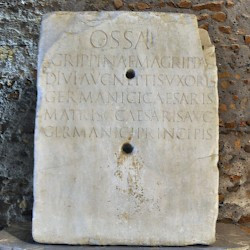 OSSA
AGRIPPINAE M AGRIPPAE
DIVI AVG NEPTIS VXORIS
GERMANICI CAESARIS
MATRIS C CAESARIS AVG
GERMANICI PRINCIPIS